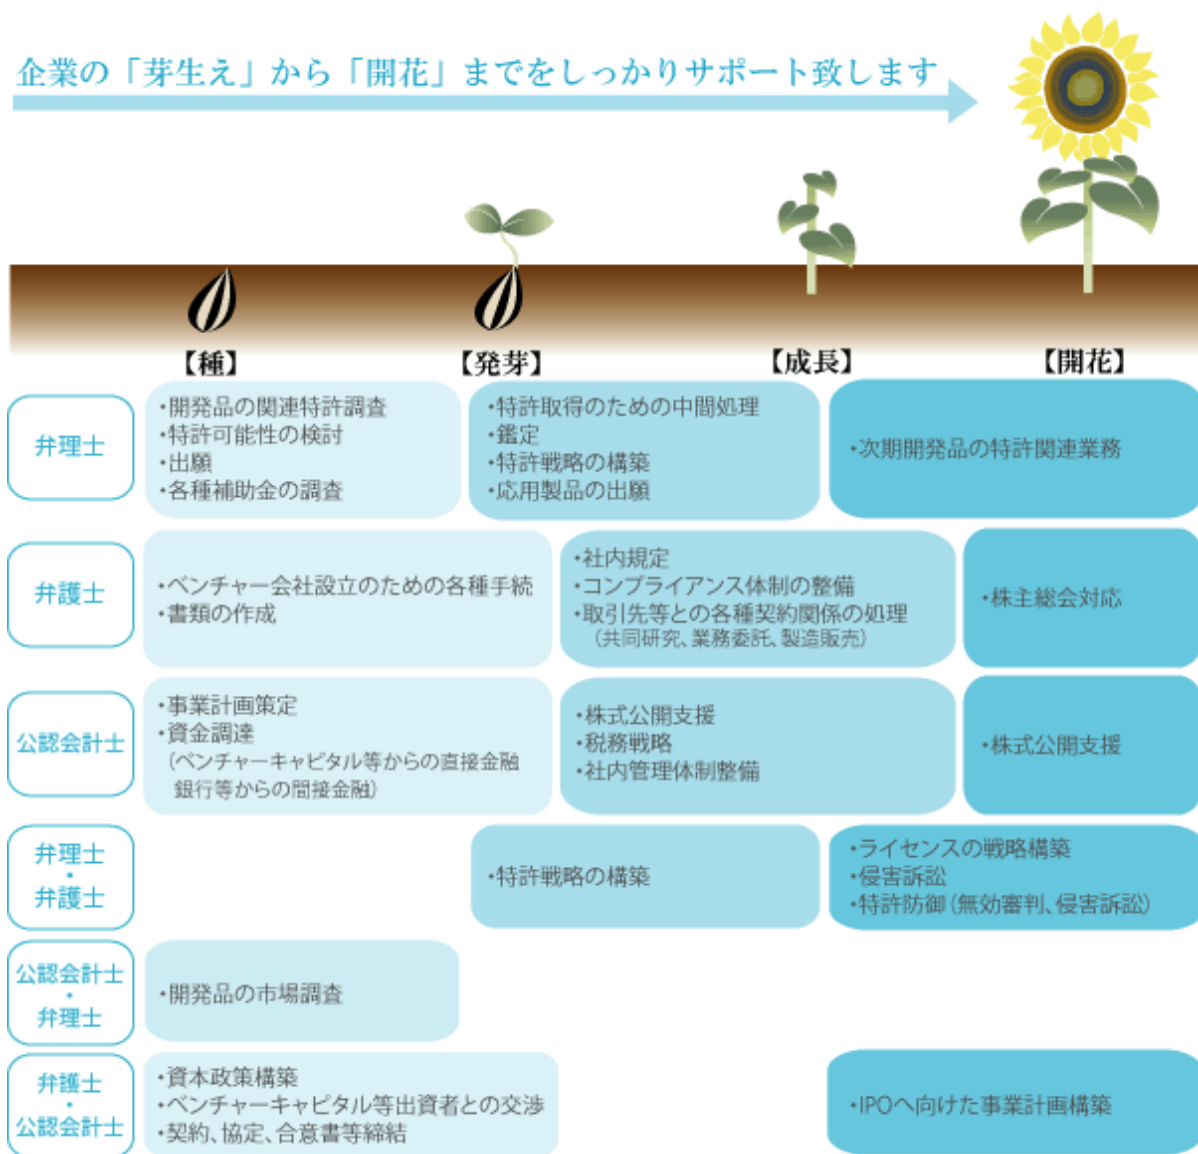 企業の「芽生え」から「開花」までをしっかりサポート致します
【種】
【発芽】
【成長】
【開花】
弁理士
・開発品の関連特許調査
・特許可能性の検討
・出願
・各種補助金の調査
・特許取得のための中間処理
・鑑定
・特許戦略の構築
・応用製品の出願
・次期開発品の特許関連業務
弁護士
・ベンチャー会社設立のための各種手続
・書類の作成
・社内規定
・コンプライアンス体制の整備
・取引先等との各種契約関係の処理
（共同研究、業務委託、製造販売）
・株主総会対応
公認会計士
・事業計画策定
・資金調達
（ベンチャーキャピタル等からの直接金融
銀行等からの間接金融）
・株式公開支援
・税務戦略
・社内管理体制整備
・株式公開支援
弁理士
・
弁護士
・特許戦略の構築
・ライセンスの戦略構築
・侵害訴訟
・特許防御（無効審判、侵害訴訟）
公認会計士
・
弁理士
・開発品の市場調査
弁護士
・
公認会計士
・資本政策構築
・ベンチャーキャピタル等出資者との交渉
・契約、協定、合意書等締結
・IPOへ向けた事業計画構築